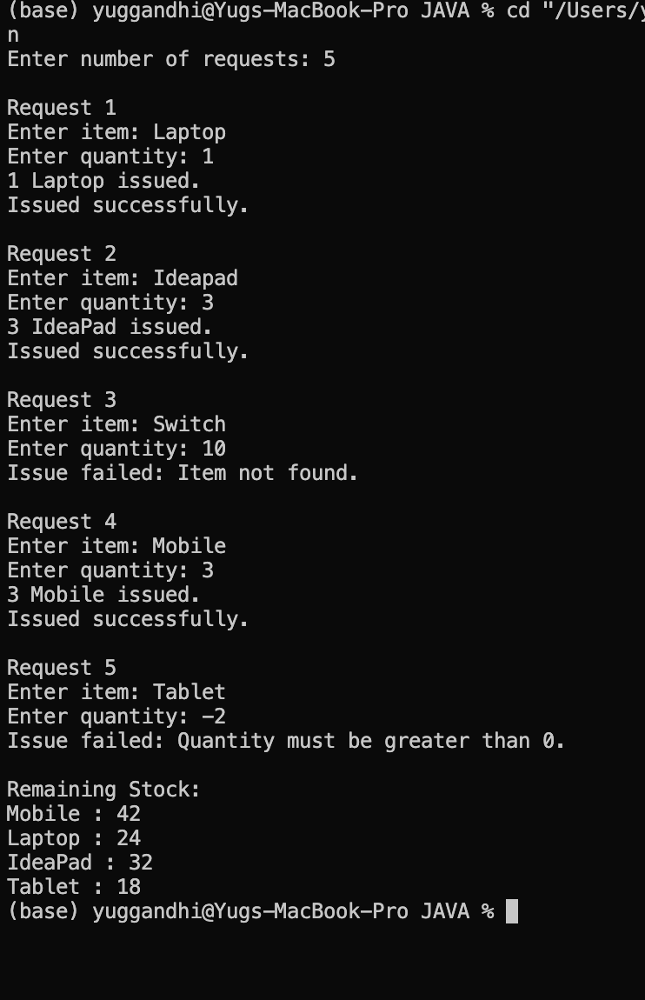 (base) yuggandhi@Yugs-MacBook-Pro JAVA % cd "/Users/y
n
Enter number of requests: 5
Request 1
Enter item: Laptop
Enter quantity: 1
1 Laptop issued.
Issued successfully.
Request 2
Enter item: Ideapad
Enter quantity: 3
3 IdeaPad issued.
Issued successfully.
Request 3
Enter item: Switch
Enter quantity: 10
Issue failed: Item not found.
Request 4
Enter item: Mobile
Enter quantity: 3
3 Mobile issued.
Issued successfully.
Request 5
Enter item: Tablet
Enter quantity: -2
Issue failed: Quantity must be greater than 0.
Remaining Stock:
Mobile : 42
Laptop : 24
IdeaPad : 32
Tablet : 18
(base) yuggandhi@Yugs-MacBook-Pro JAVA %